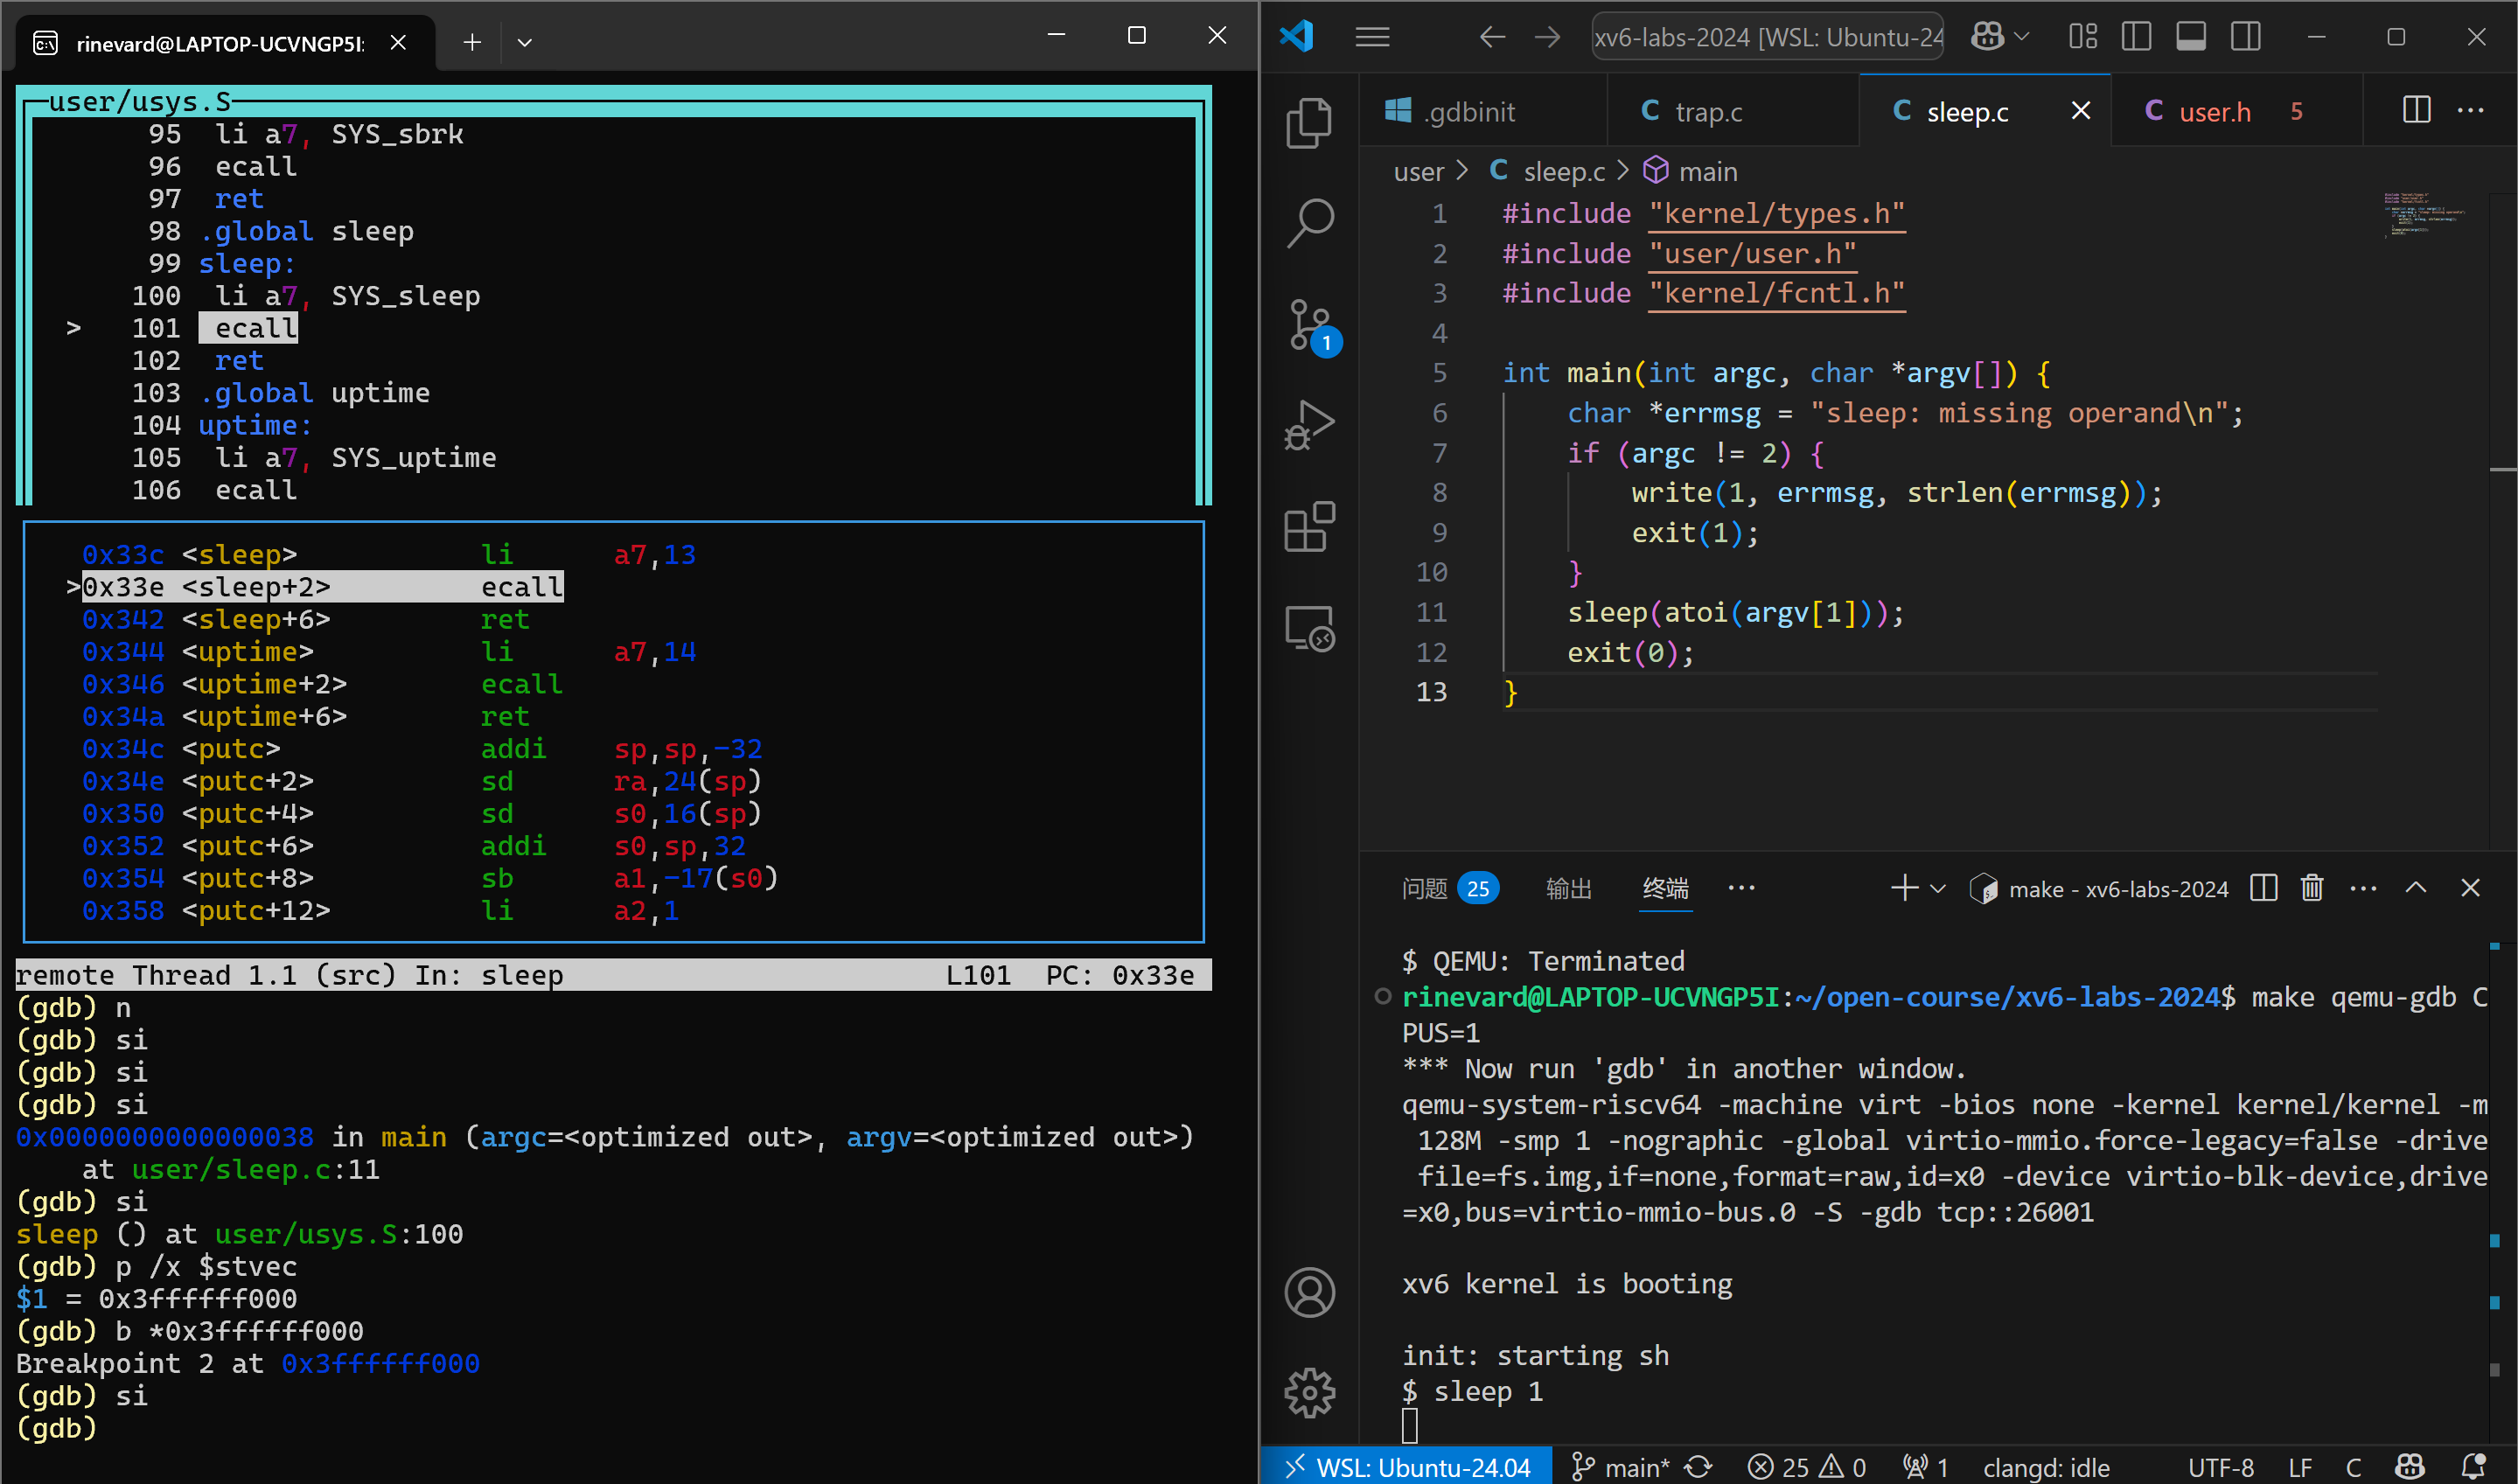 rinevard@LAPTOP-UCVNGP5I:
user/usys.S
95 li a7, SYS_sbrk
96 ecall
97 ret
98 .global sleep
99 sleep:
100 li a7, SYS_sleep
> 101 ecall
102 ret
103 .global uptime
104 uptime:
105 li a7, SYS_uptime
106 ecall
0x33c <sleep> li a7,13
>0x33e <sleep+2> ecall
0x342 <sleep+6> ret
0x344 <uptime> li a7,14
0x346 <uptime+2> ecall
0x34a <uptime+6> ret
0x34c <putc> addi sp,sp,-32
0x34e <putc+2> sd ra,24(sp)
0x350 <putc+4> sd s0,16(sp)
0x352 <putc+6> addi s0,sp,32
0x354 <putc+8> sb a1,-17(s0)
0x358 <putc+12> li a2,1
remote Thread 1.1 (src) In: sleep L101 PC: 0x33e
(gdb) n
(gdb) si
(gdb) si
(gdb) si
0x0000000000000038 in main (argc=<optimized out>, argv=<optimized out>)
at user/sleep.c:11
(gdb) si
sleep () at user/usys.S:100
(gdb) p /x $stvec
$1 = 0x3ffffff000
(gdb) b *0x3ffffff000
Breakpoint 2 at 0x3ffffff000
(gdb) si
(gdb)
xv6-labs-2024 [WSL: Ubuntu-24
.gdbinit
C trap.c
C sleep.c
C user.h 5
user > C sleep.c > main
1 #include "kernel/types.h"
2 #include "user/user.h"
3 #include "kernel/fcntl.h"
4
5 int main(int argc, char *argv[]) {
6 char *errmsg = "sleep: missing operand\n";
7 if (argc != 2) {
8 write(1, errmsg, strlen(errmsg));
9 exit(1);
10 }
11 sleep(atoi(argv[1]));
12 exit(0);
13 }
1
问题 25 输出 终端 make - xv6-labs-2024
$ QEMU: Terminated
rinevard@LAPTOP-UCVNGP5I:~/open-course/xv6-labs-2024$ make qemu-gdb C
PUS=1
*** Now run 'gdb' in another window.
qemu-system-riscv64 -machine virt -bios none -kernel kernel/kernel -m
128M -smp 1 -nographic -global virtio-mmio.force-legacy=false -drive
file=fs.img,if=none,format=raw,id=x0 -device virtio-blk-device,drive
=x0,bus=virtio-mmio-bus.0 -S -gdb tcp::26001
xv6 kernel is booting
init: starting sh
$ sleep 1
WSL: Ubuntu-24.04 main* 25 0 1 clangd: idle UTF-8 LF C